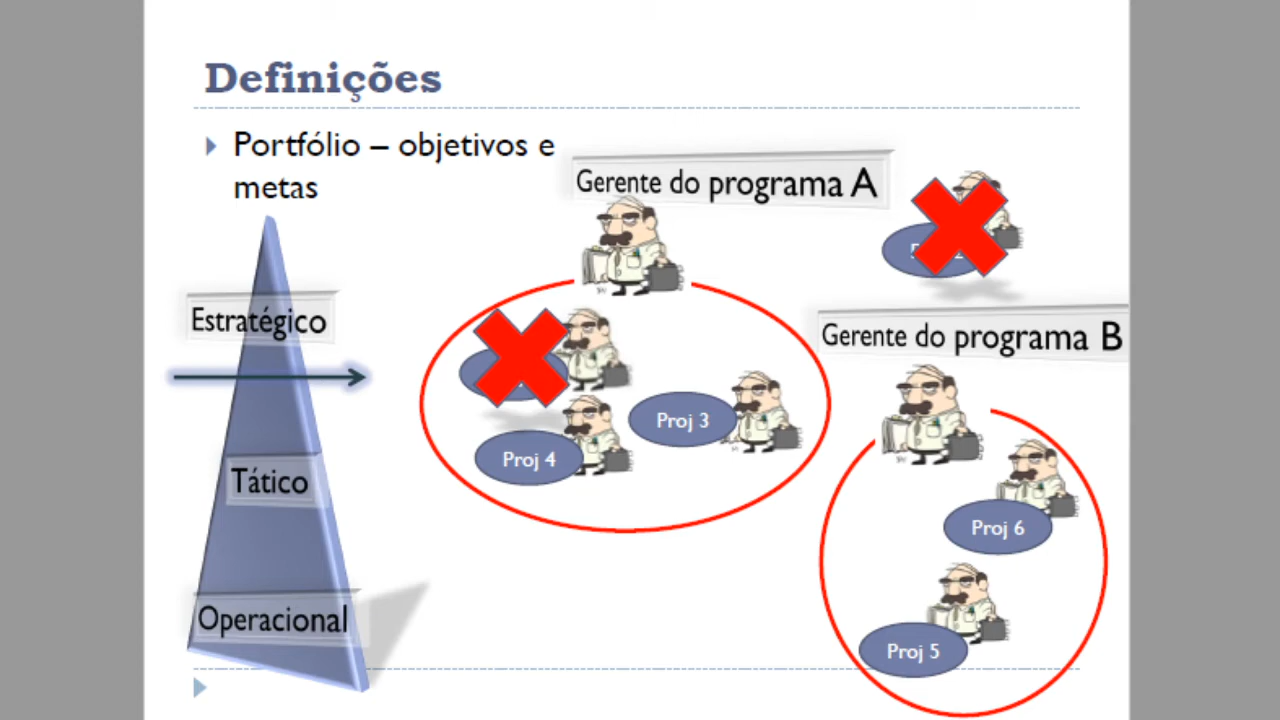 Definições
Portfólio – objetivos e
metas
Gerente do programa A
Estratégico
Gerente do programa B
Proj 3
Proj 4
Tático
Proj 6
Operacional
Proj 5